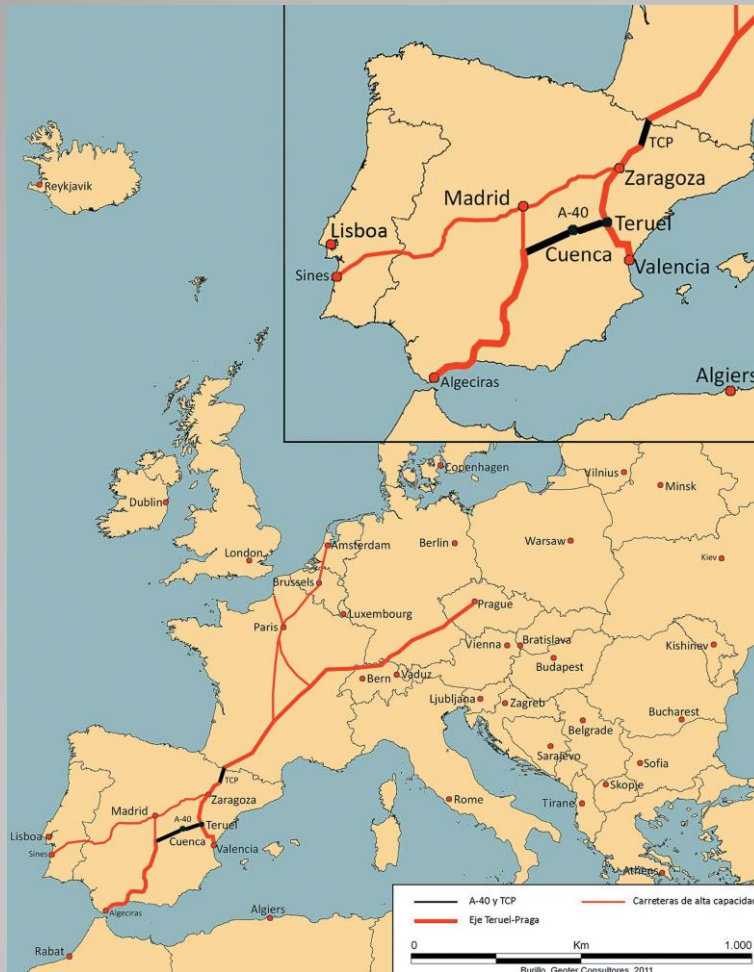 TCP
Zaragoza
Madrid
A-40
Teruel
Lisboa
Cuenca
Sines
Valencia
Algeciras
Algiers
Reykjavik
Copenhagen
Vilnius
Minsk
Dublin
Amsterdam
Berlin
Warsaw
London
Kiev
Brussels
Prague
Luxembourg
Paris
Vienna
Bratislava
Kishinev
Budapest
Bern
Vaduz
Ljubljana
Zagreb
Bucharest
Belgrade
Sarajevo
Sofia
TCP
Skopje
Zaragoza
Rome
Tirane
Madrid
A-40
Teruel
Lisboa
Cuenca
Valencia
Sines
Athens
Algeciras
Algiers
Rabat
A-40 y TCP
Carreteras de alta capacidad
Eje Teruel-Praga
0 Km 1.000
Burillo, Geoter Consultores, 2011